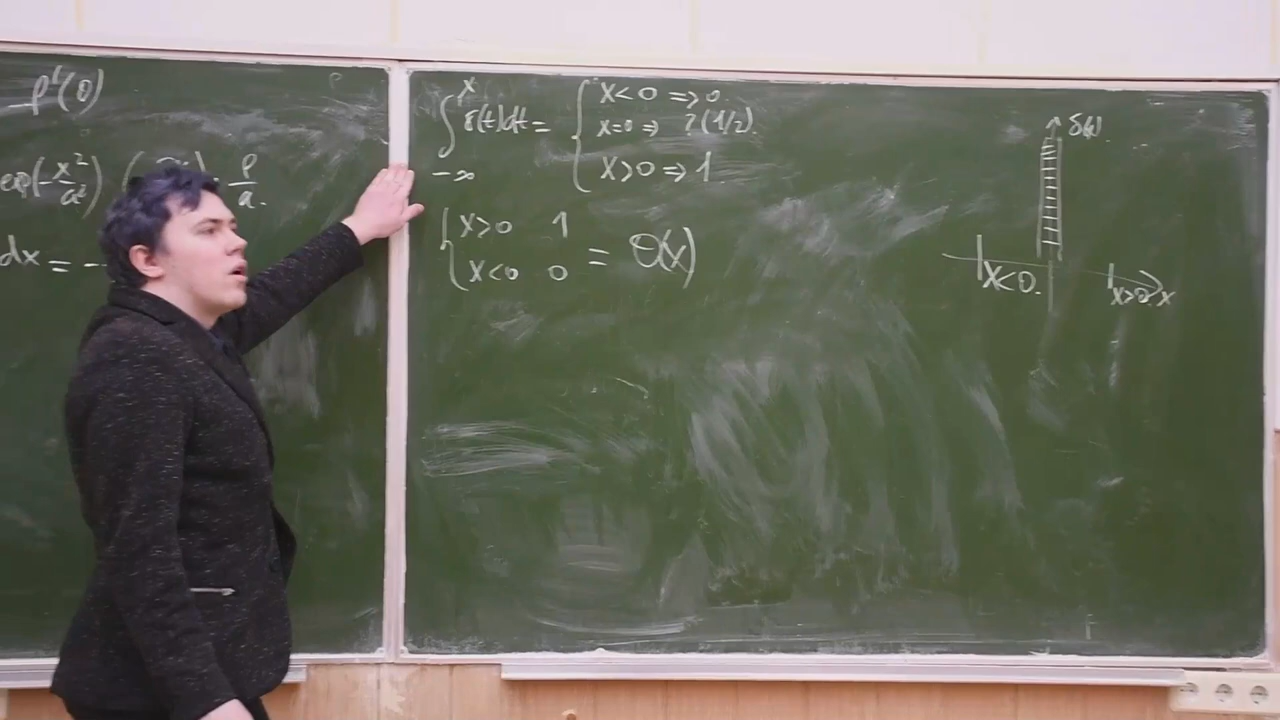 φ'(0)
exp(-x²/a²) · ρ/a.
dx = -
∫_{-∞}^{x} δ(t)dt = { x<0 => 0.
x=0 => ?(1/2).
x>0 => 1
{ x>0 1
x<0 0 = Θ(x)
δ(x)
x<0.
x>0.
x